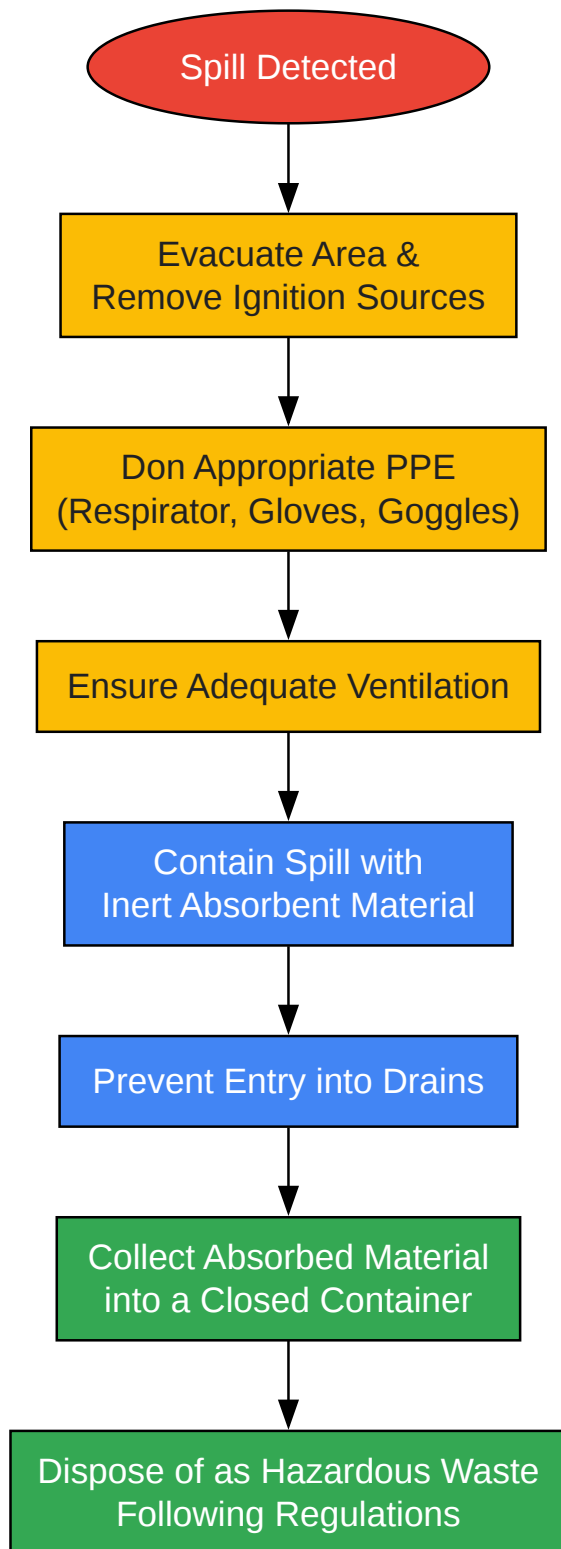 Spill Detected
Evacuate Area &
Remove Ignition Sources
Don Appropriate PPE
(Respirator, Gloves, Goggles)
Ensure Adequate Ventilation
Contain Spill with
Inert Absorbent Material
Prevent Entry into Drains
Collect Absorbed Material
into a Closed Container
Dispose of as Hazardous Waste
Following Regulations